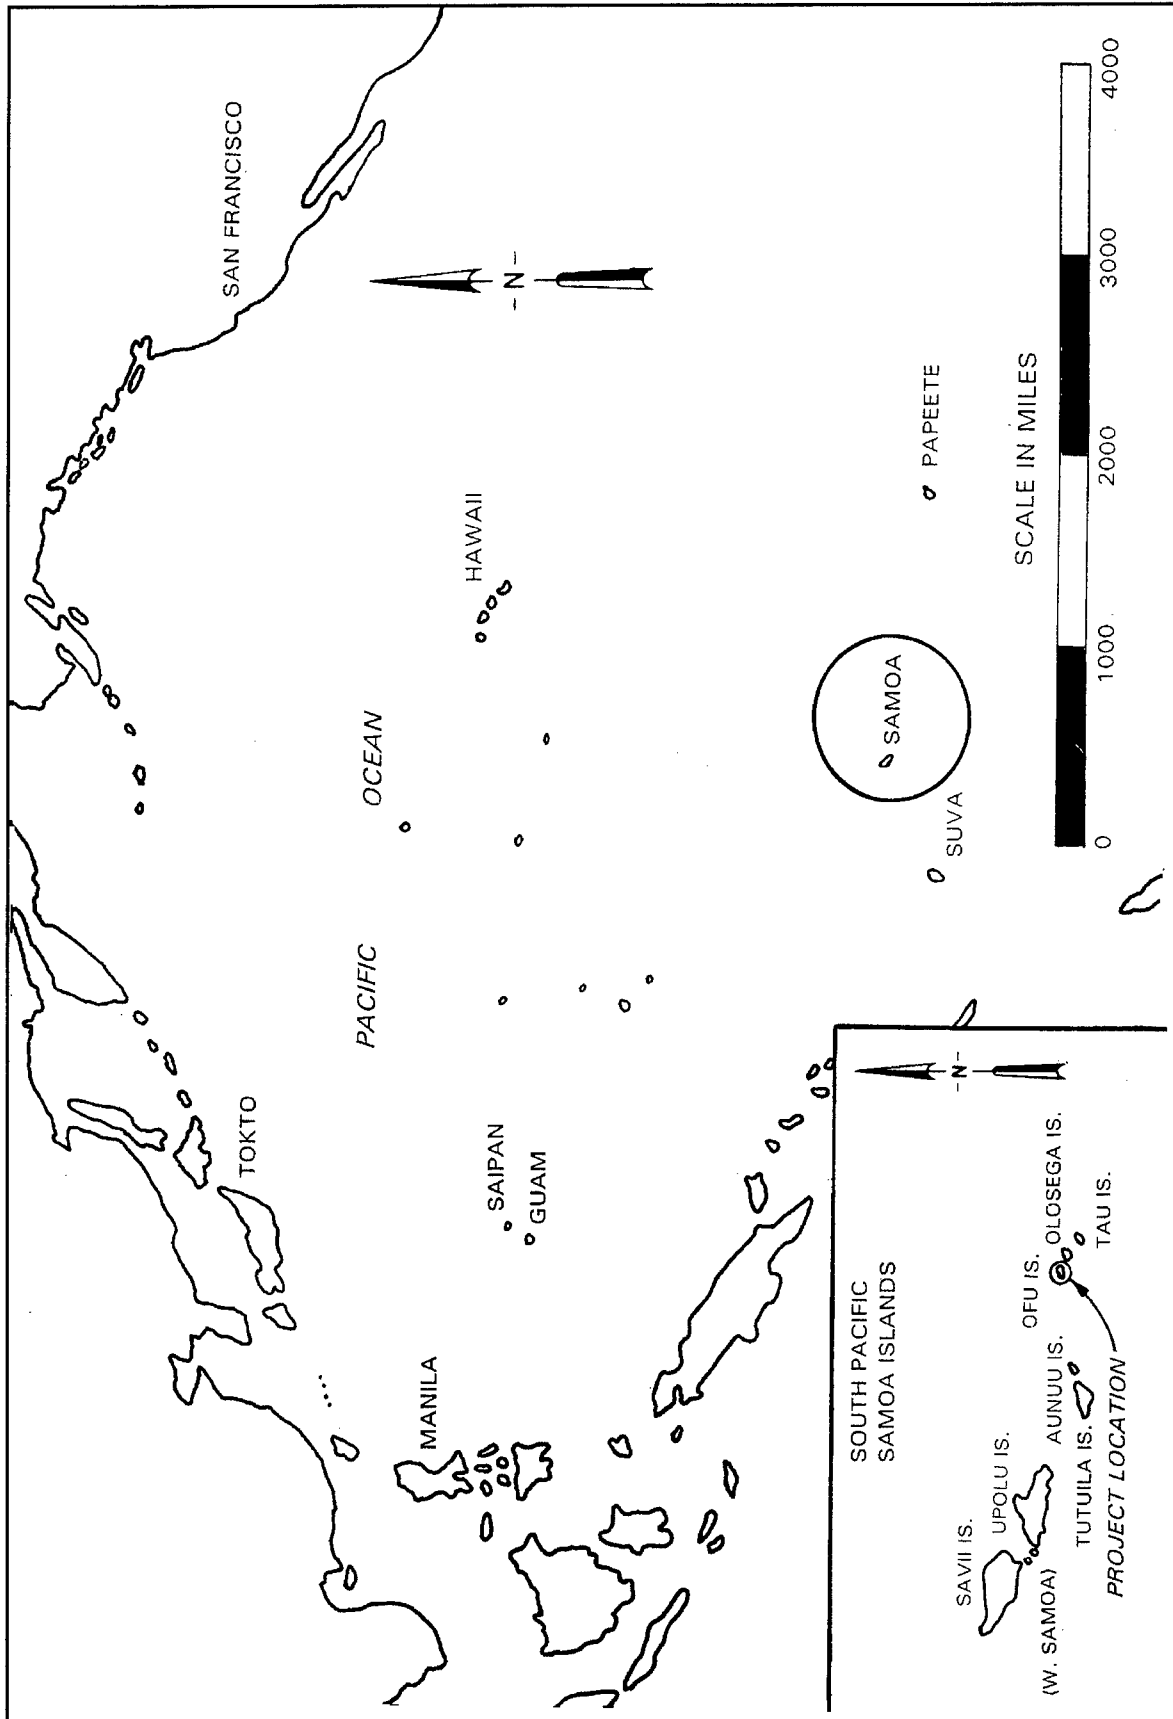 SAN FRANCISCO
-N-
HAWAII
PACIFIC
OCEAN
TOKTO
SAIPAN
GUAM
MANILA
SAMOA
SUVA
PAPEETE
SCALE IN MILES
0 1000 2000 3000 4000
SOUTH PACIFIC
SAMOA ISLANDS
-N-
SAVII IS.
UPOLU IS.
(W. SAMOA)
AUNUU IS.
TUTUILA IS.
OFU IS.
OLOSEGA IS.
TAU IS.
PROJECT LOCATION